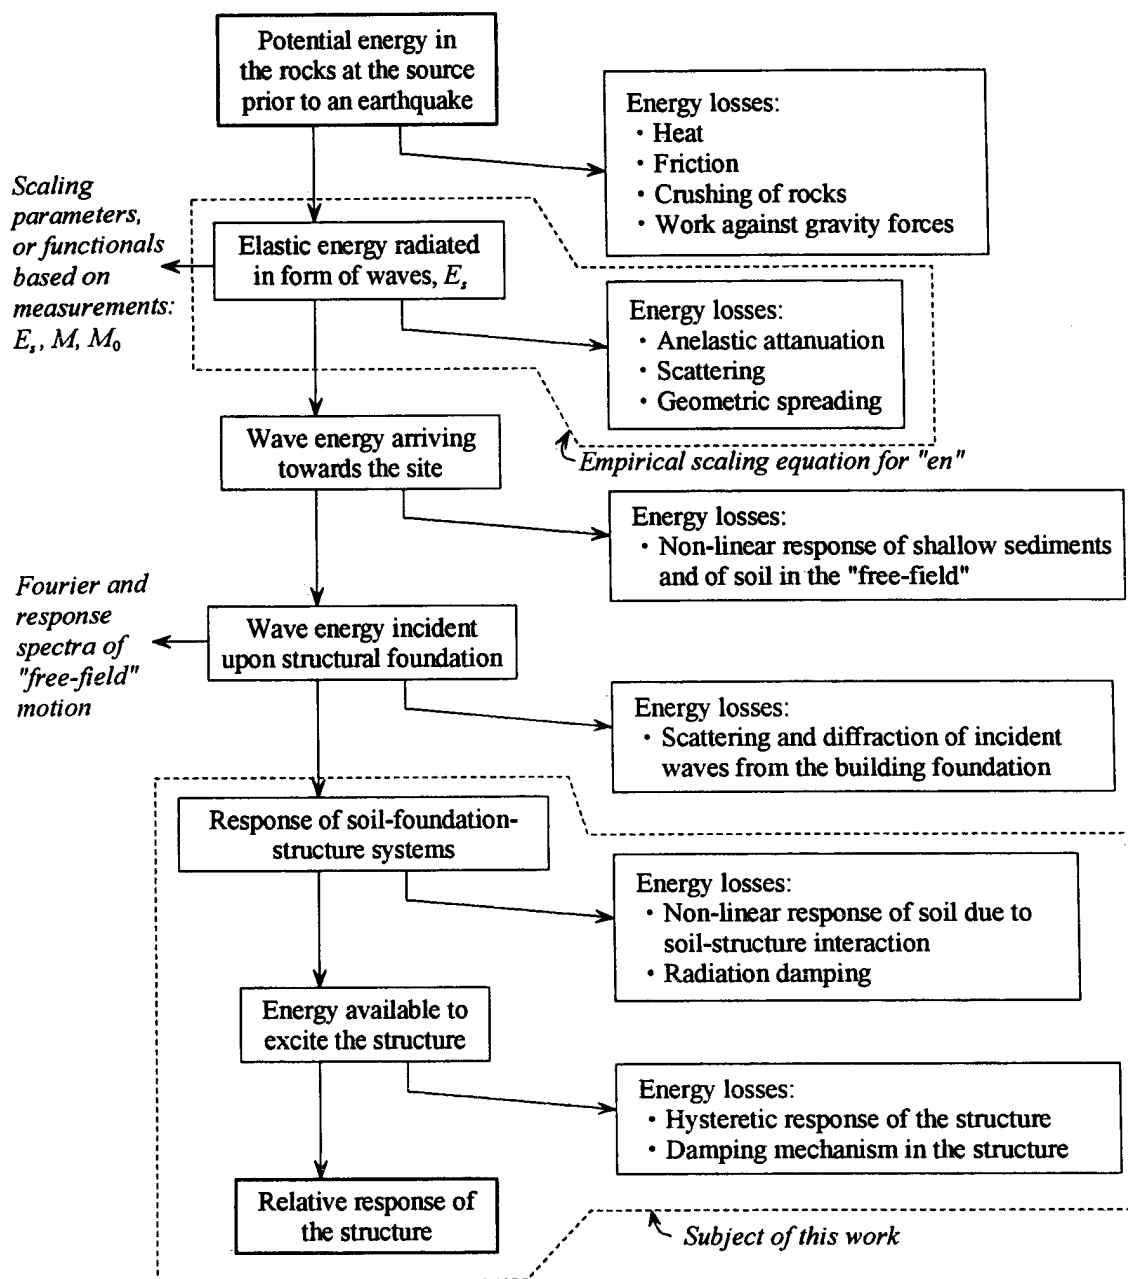 Potential energy in
the rocks at the source
prior to an earthquake
Energy losses:
• Heat
• Friction
• Crushing of rocks
• Work against gravity forces
Scaling
parameters,
or functionals
based on
measurements:
Eₛ, M, M₀
Elastic energy radiated
in form of waves, Eₛ
Energy losses:
• Anelastic attanuation
• Scattering
• Geometric spreading
Wave energy arriving
towards the site
Empirical scaling equation for "en"
Energy losses:
• Non-linear response of shallow sediments
and of soil in the "free-field"
Fourier and
response
spectra of
"free-field"
motion
Wave energy incident
upon structural foundation
Energy losses:
• Scattering and diffraction of incident
waves from the building foundation
Response of soil-foundation-
structure systems
Energy losses:
• Non-linear response of soil due to
soil-structure interaction
• Radiation damping
Energy available to
excite the structure
Energy losses:
• Hysteretic response of the structure
• Damping mechanism in the structure
Relative response of
the structure
Subject of this work